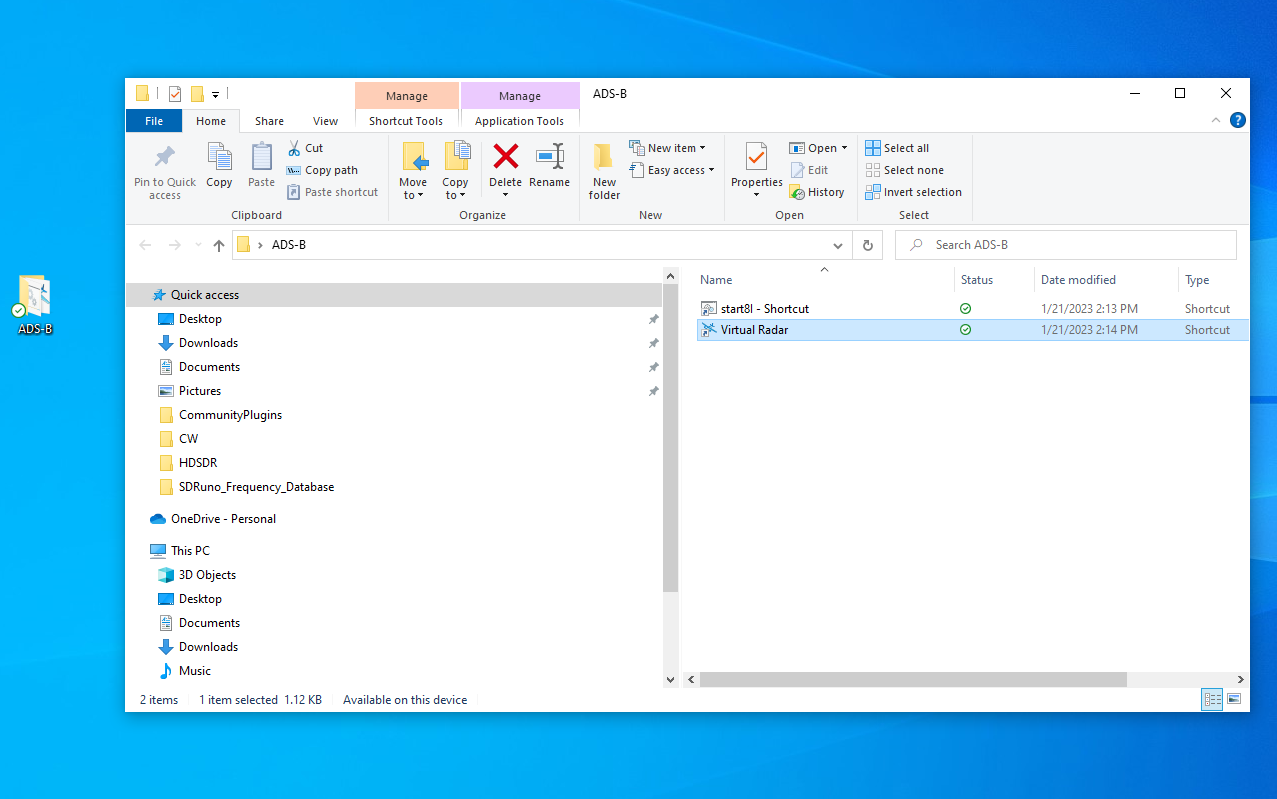 Manage
Manage
ADS-B
File
Home
Share
View
Shortcut Tools
Application Tools
Pin to Quick access
Copy
Paste
Cut
Copy path
Paste shortcut
Clipboard
Move to
Copy to
Delete
Rename
Organize
New folder
New item
Easy access
New
Properties
Open
Edit
History
Open
Select all
Select none
Invert selection
Select
ADS-B
Search ADS-B
ADS-B
Quick access
Desktop
Downloads
Documents
Pictures
CommunityPlugins
CW
HDSDR
SDRuno_Frequency_Database
OneDrive - Personal
This PC
3D Objects
Desktop
Documents
Downloads
Music
Name Status Date modified Type
start8l - Shortcut 1/21/2023 2:13 PM Shortcut
Virtual Radar 1/21/2023 2:14 PM Shortcut
2 items 1 item selected 1.12 KB Available on this device